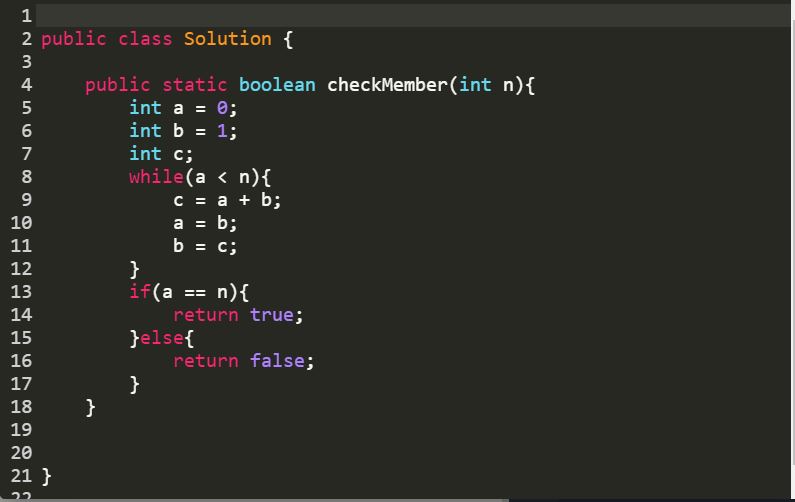 1
2 public class Solution {
3
4     public static boolean checkMember(int n){
5         int a = 0;
6         int b = 1;
7         int c;
8         while(a < n){
9             c = a + b;
10             a = b;
11             b = c;
12         }
13         if(a == n){
14             return true;
15         }else{
16             return false;
17         }
18     }
19
20
21 }
22